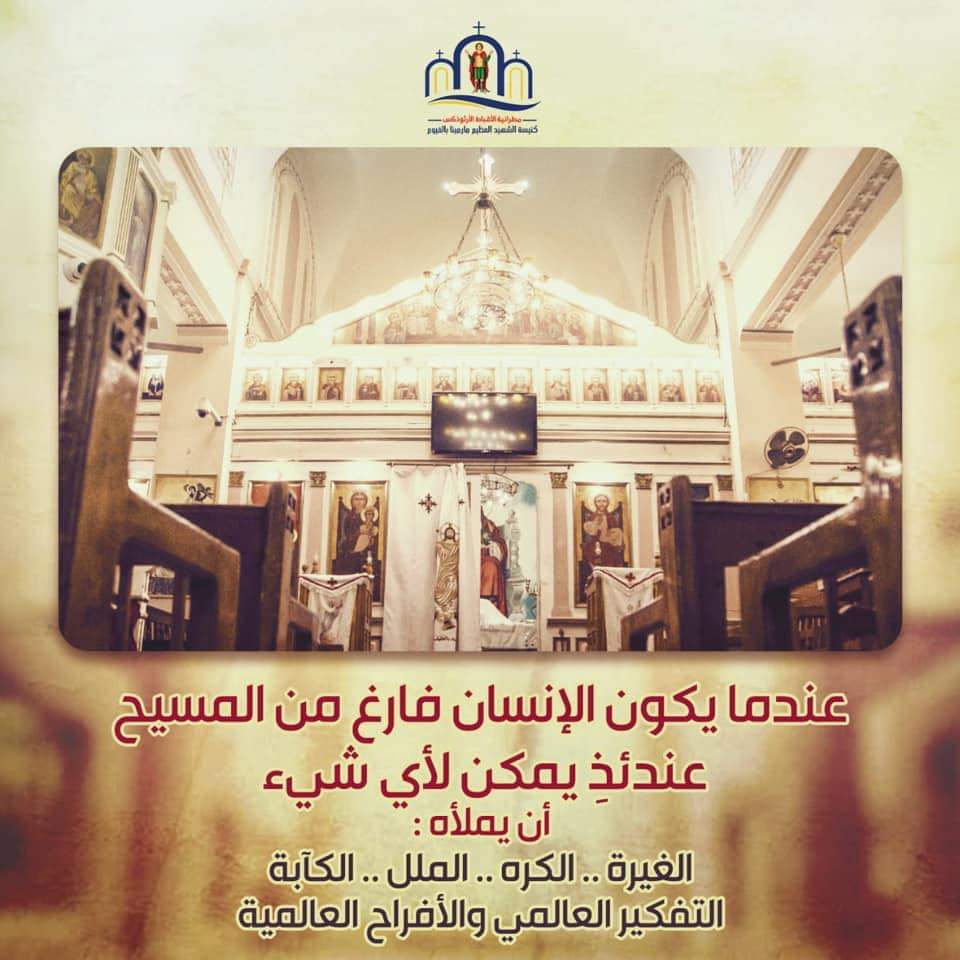 مطرانية الأقباط الأرثوذكس
كنيسة الشهيد العظيم مارمينا بالفيوم
عندما يكون الإنسان فارغ من المسيح
عندئذِ يمكن لأي شيء
أن يملأه :
الغيرة .. الكره .. الملل .. الكآبة
التفكير العالمي والأفراح العالمية